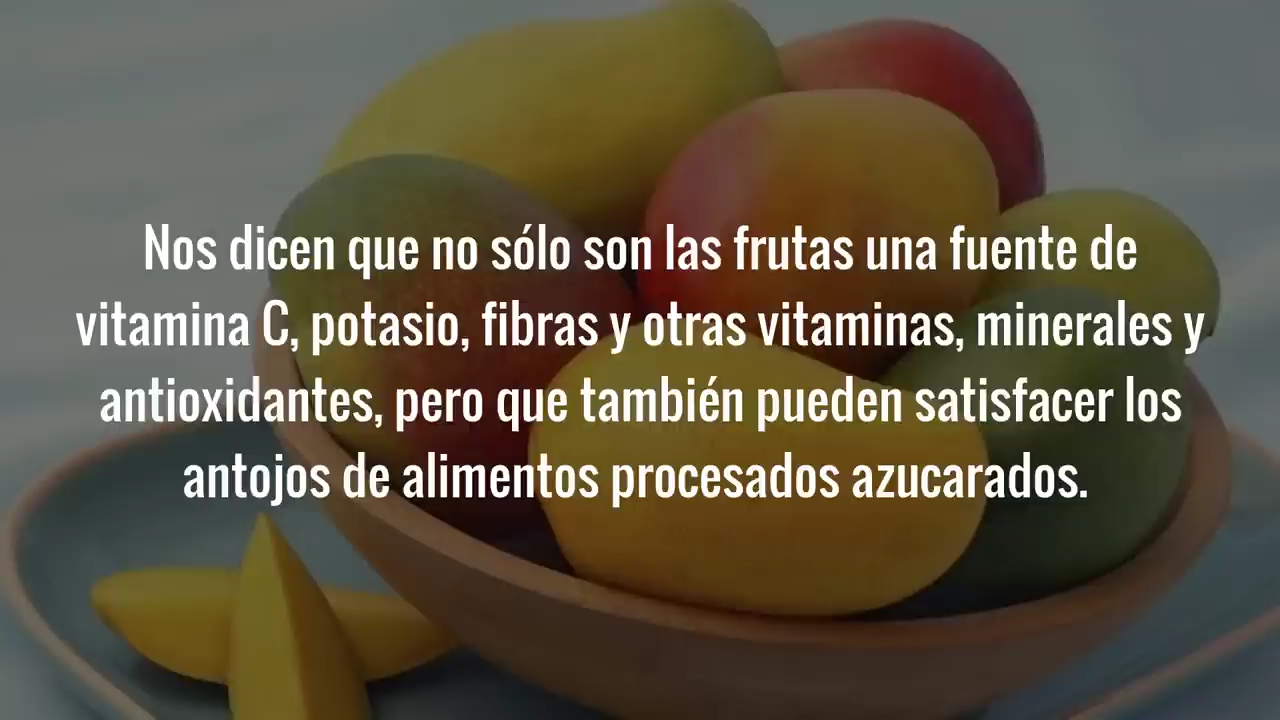 Nos dicen que no sólo son las frutas una fuente de
vitamina C, potasio, fibras y otras vitaminas, minerales y
antioxidantes, pero que también pueden satisfacer los
antojos de alimentos procesados azucarados.